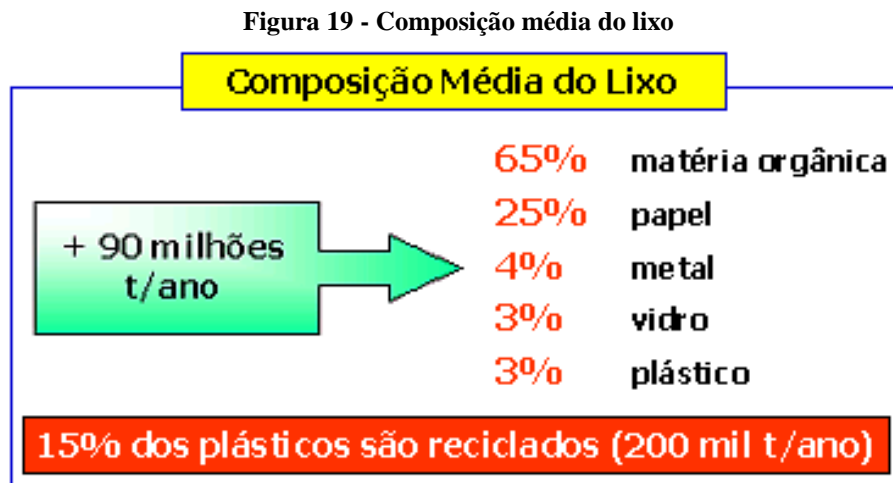 Figura 19 - Composição média do lixo
Composição Média do Lixo
65% matéria orgânica
25% papel
+ 90 milhões
t/ano
4% metal
3% vidro
3% plástico
15% dos plásticos são reciclados (200 mil t/ano)